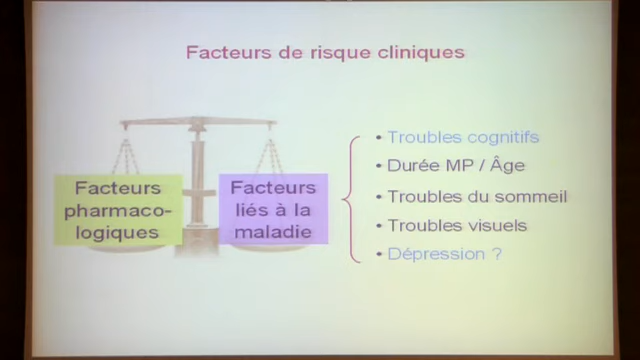 Facteurs de risque cliniques
Facteurs
pharmaco-
logiques
Facteurs
liés à la
maladie
• Troubles cognitifs
• Durée MP / Âge
• Troubles du sommeil
• Troubles visuels
• Dépression ?